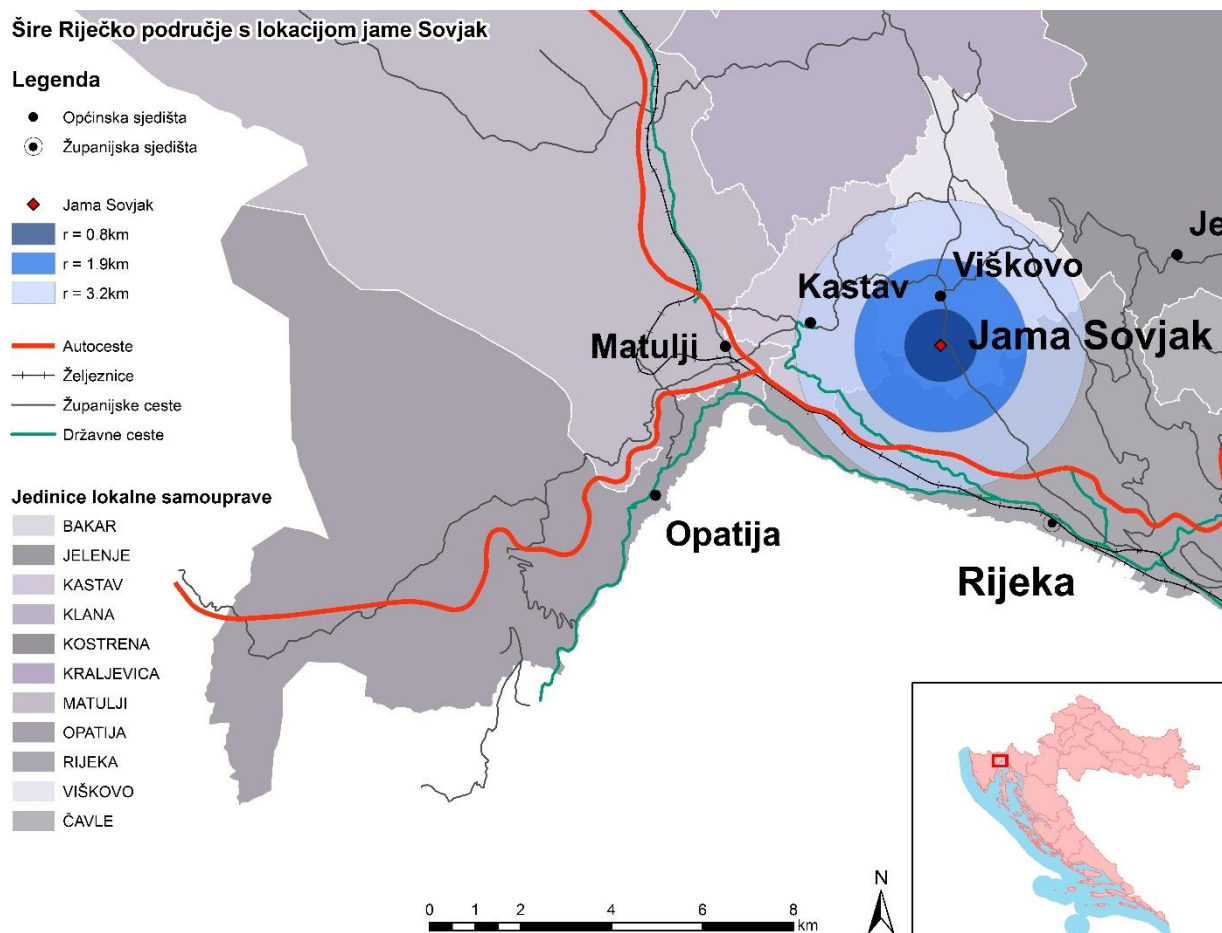 Šire Riječko područje s lokacijom jame Sovjak
Legenda
Općinska sjedišta
Županijska sjedišta
Jama Sovjak
r = 0.8km
r = 1.9km
r = 3.2km
Autoceste
Željeznice
Županijske ceste
Državne ceste
Jedinice lokalne samouprave
BAKAR
JELENJE
KASTAV
KLANA
KOSTRENA
KRALJEVICA
MATULJI
OPATIJA
RIJEKA
VIŠKOVO
ČAVLE
Je
Viškovo
Kastav
Jama Sovjak
Matulji
Opatija
Rijeka
0 1 2 4 6 8
km
N